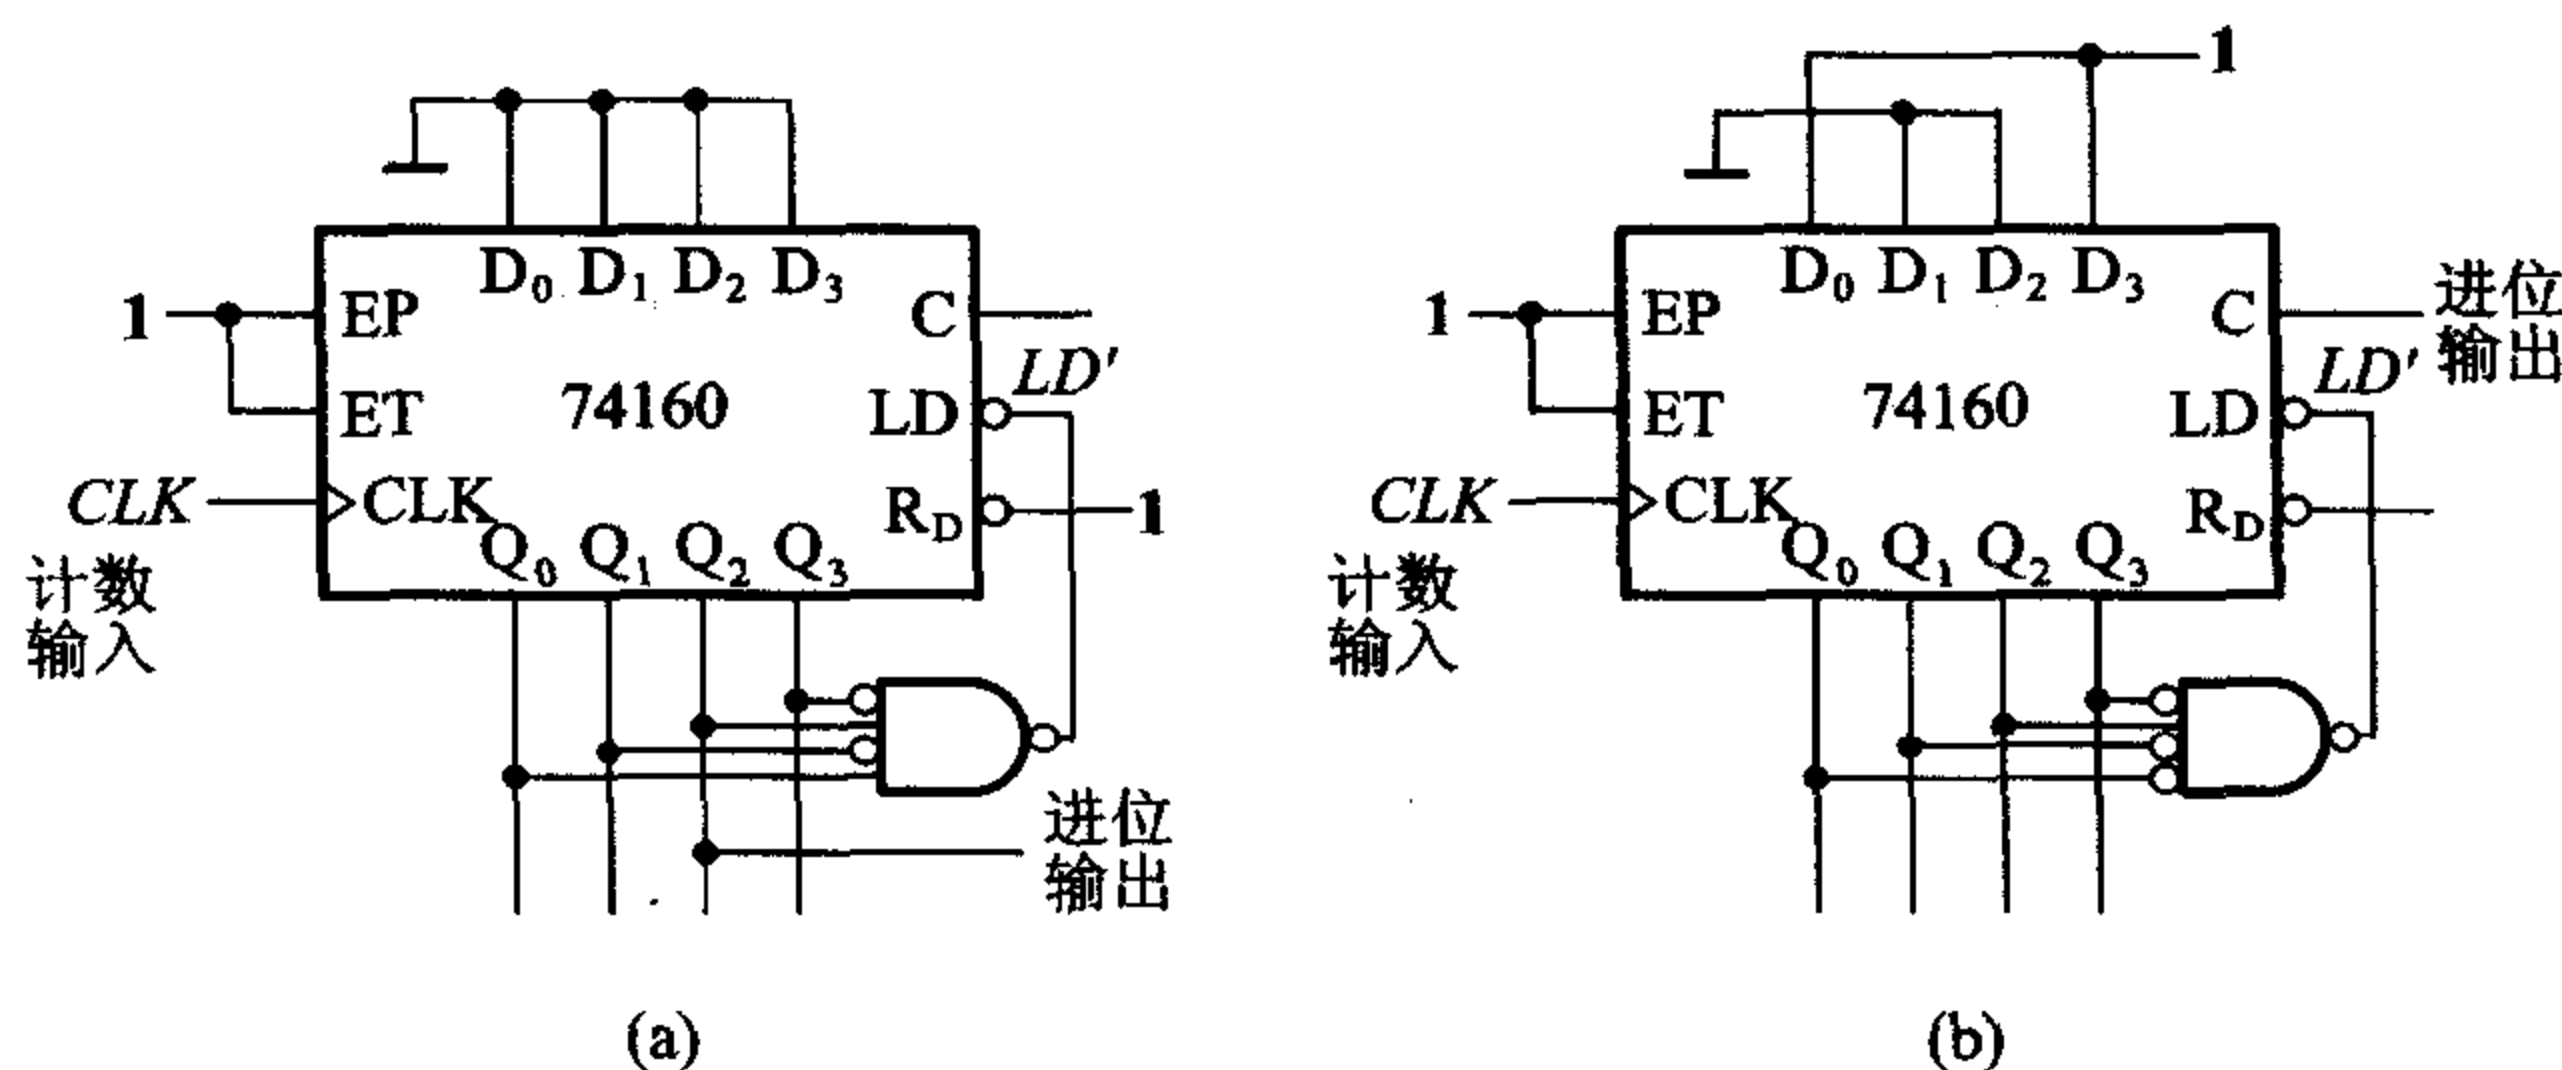 1
D₀ D₁ D₂ D₃
EP
ET
CLK
74160
C
LD
R_D
Q₀ Q₁ Q₂ Q₃
1
CLK
计数
输入
LD'
1
进位
输出
(a)
1
D₀ D₁ D₂ D₃
EP
ET
CLK
74160
C
LD
R_D
Q₀ Q₁ Q₂ Q₃
1
CLK
计数
输入
进位
输出
LD'
(b)